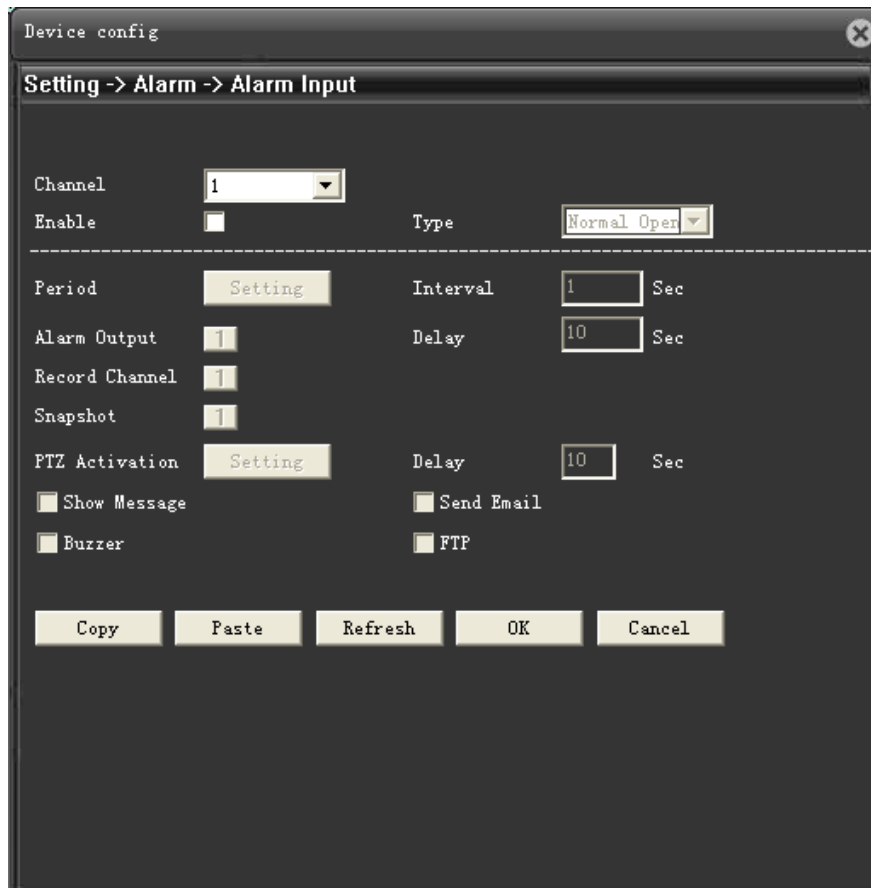 Device config
Setting -> Alarm -> Alarm Input
Channel 1
Enable Type Normal Open
Period Setting Interval 1 Sec
Alarm Output 1 Delay 10 Sec
Record Channel 1
Snapshot 1
PTZ Activation Setting Delay 10 Sec
Show Message Send Email
Buzzer FTP
Copy Paste Refresh OK Cancel